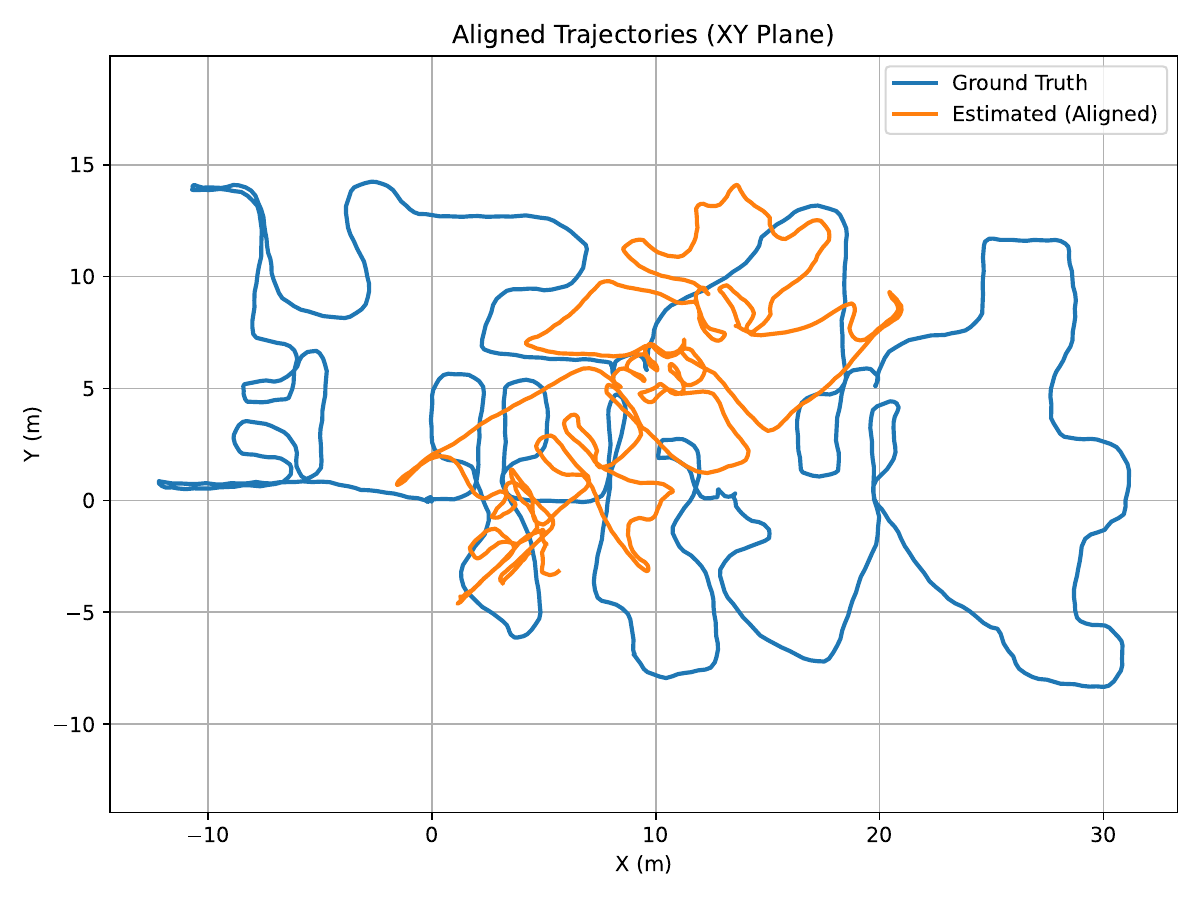 Aligned Trajectories (XY Plane)
Ground Truth
Estimated (Aligned)
15
10
5
0
−5
−10
Y (m)
−10
0
10
20
30
X (m)